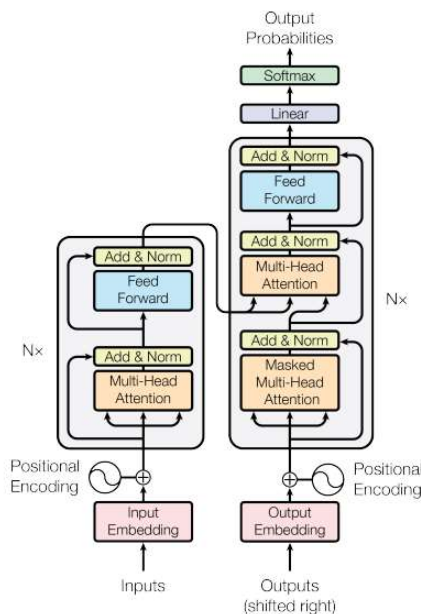 Output
Probabilities
Softmax
Linear
Add & Norm
Feed
Forward
Add & Norm
Multi-Head
Attention
Add & Norm
Masked
Multi-Head
Attention
N×
Add & Norm
Feed
Forward
N×
Add & Norm
Multi-Head
Attention
Positional
Encoding
Positional
Encoding
Input
Embedding
Output
Embedding
Inputs
Outputs
(shifted right)